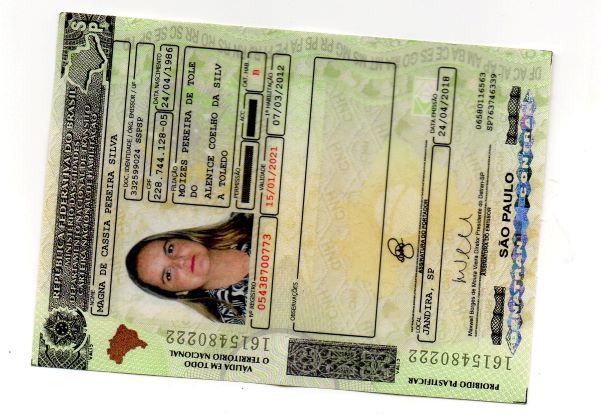 REPÚBLICA FEDERATIVA DO BRASIL
MINISTÉRIO DAS CIDADES
DEPARTAMENTO NACIONAL DE TRÂNSITO
CARTEIRA NACIONAL DE HABILITAÇÃO
SP
NOME
MAGNA DE CASSIA PEREIRA SILVA
DOC. IDENTIDADE / ÓRG. EMISSOR / UF
332599024 SSPSP
CPF
228.744.128-05
DATA NASCIMENTO
24/04/1986
FILIAÇÃO
MOIZES PEREIRA DE TOLE
DO
ALENICE COELHO DA SILV
A TOLEDO
PERMISSÃO
ACC
CAT. HAB.
B
Nº REGISTRO
05438700773
VALIDADE
15/01/2021
1ª HABILITAÇÃO
07/03/2012
VÁLIDA EM TODO
O TERRITÓRIO NACIONAL
1615480222
OBSERVAÇÕES
ASSINATURA DO PORTADOR
LOCAL
JANDIRA, SP
DATA EMISSÃO
24/04/2018
PROIBIDO PLASTIFICAR
1615480222
Maxwell Borges de Moura Vieira Diretor Presidente do Detran-SP
ASSINATURA DO EMISSOR
06580116563
SP763746339
SÃO PAULO
DENATRAN CONTRAN